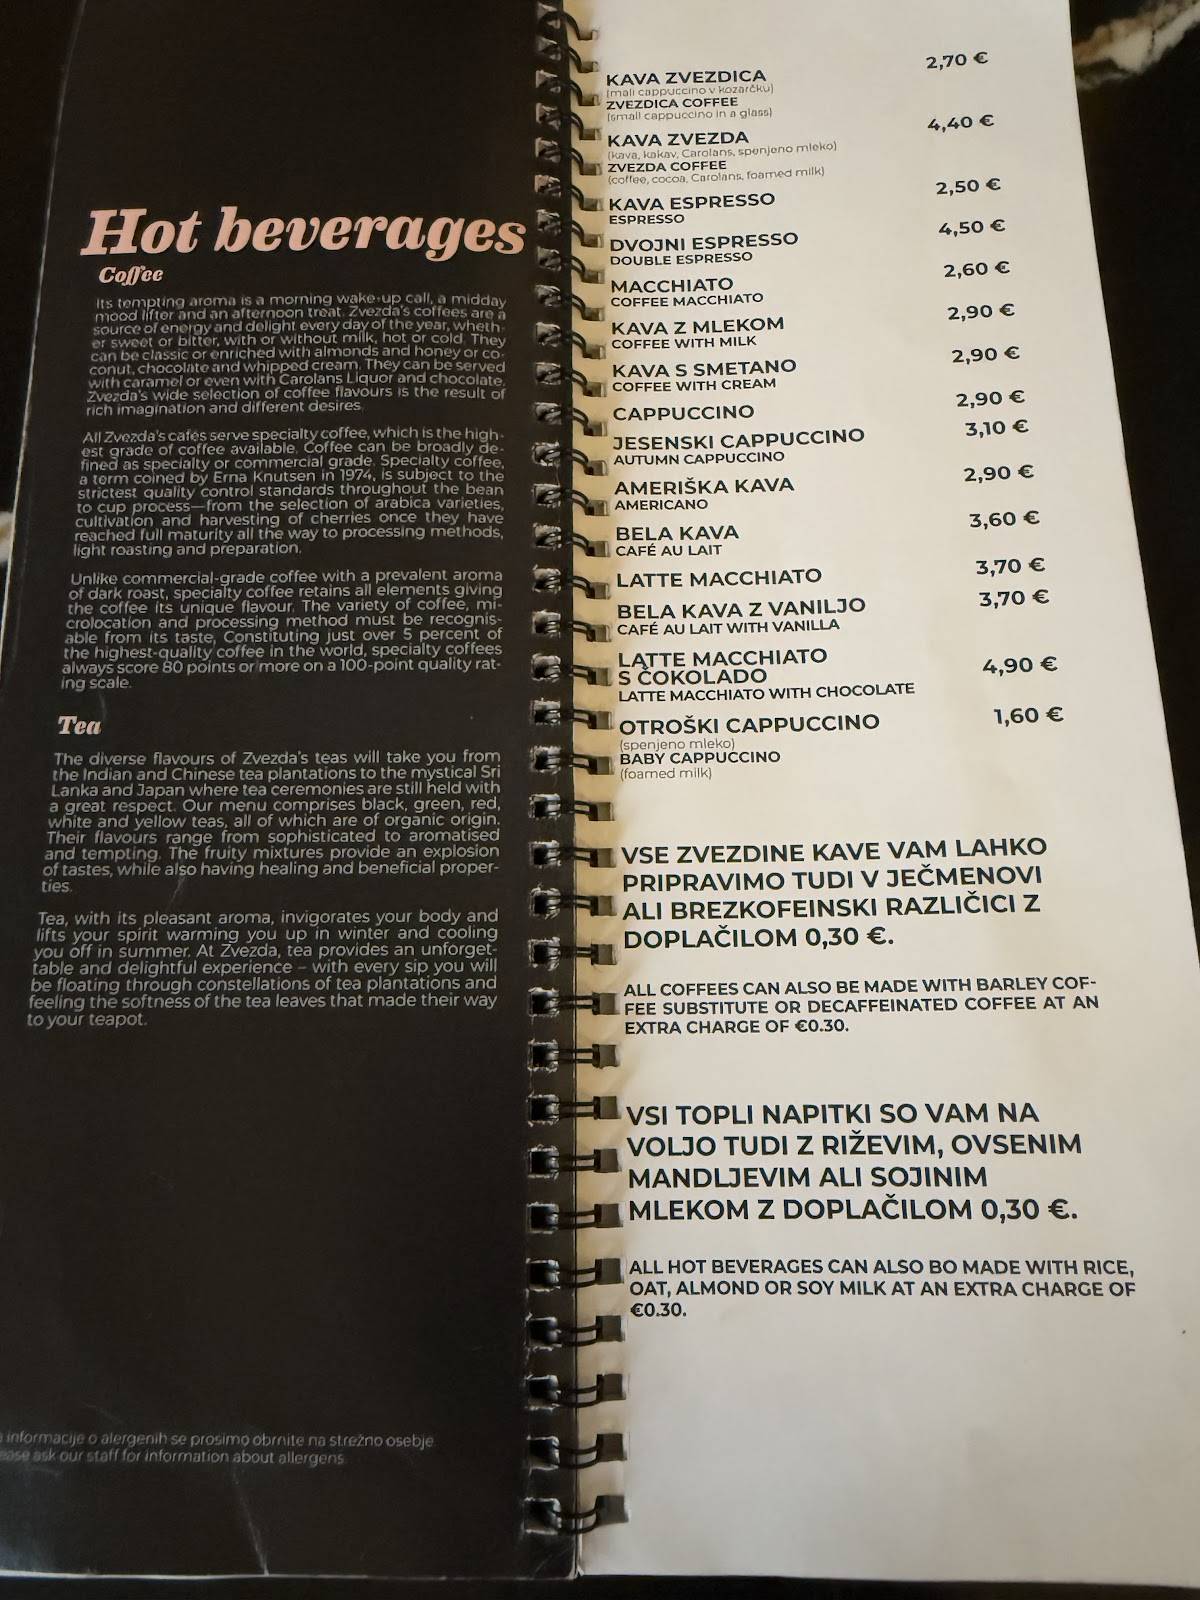 Hot beverages
Coffee
Its tempting aroma is a morning wake-up call, a midday
mood lifter and an afternoon treat. Zvezda's coffees are a
source of energy and delight every day of the year, wheth-
er sweet or bitter, with or without milk, hot or cold. They
can be classic or enriched with almonds and honey or co-
conut, chocolate and whipped cream. They can be served
with caramel or even with Carolans Liquor and chocolate.
Zvezda's wide selection of coffee flavours is the result of
rich imagination and different desires.
All Zvezda's cafés serve specialty coffee, which is the high-
est grade of coffee available. Coffee can be broadly de-
fined as specialty or commercial grade. Specialty coffee,
a term coined by Erna Knutsen in 1974, is subject to the
strictest quality control standards throughout the bean
to cup process—from the selection of arabica varieties,
cultivation and harvesting of cherries once they have
reached full maturity all the way to processing methods,
light roasting and preparation.
Unlike commercial-grade coffee with a prevalent aroma
of dark roast, specialty coffee retains all elements giving
the coffee its unique flavour. The variety of coffee, mi-
crolocation and processing method must be recognis-
able from its taste, Constituting just over 5 percent of
the highest-quality coffee in the world, specialty coffees
always score 80 points or more on a 100-point quality rat-
ing scale.
Tea
The diverse flavours of Zvezda's teas will take you from
the Indian and Chinese tea plantations to the mystical Sri
Lanka and Japan where tea ceremonies are still held with
a great respect. Our menu comprises black, green, red,
white and yellow teas, all of which are of organic origin.
Their flavours range from sophisticated to aromatised
and tempting. The fruity mixtures provide an explosion
of tastes, while also having healing and beneficial proper-
ties.
Tea, with its pleasant aroma, invigorates your body and
lifts your spirit warming you up in winter and cooling
you off in summer. At Zvezda, tea provides an unforget-
table and delightful experience – with every sip you will
be floating through constellations of tea plantations and
feeling the softness of the tea leaves that made their way
to your teapot.
informacije o alergenih se prosimo obrnite na strežno osebje.
ask our staff for information about allergens.
KAVA ZVEZDICA 2,70 €
(mali cappuccino v kozarčku)
ZVEZDICA COFFEE
(small cappuccino in a glass)
KAVA ZVEZDA 4,40 €
(kava, kakav, Carolans, spenjeno mleko)
ZVEZDA COFFEE
(coffee, cocoa, Carolans, foamed milk)
KAVA ESPRESSO 2,50 €
ESPRESSO
DVOJNI ESPRESSO 4,50 €
DOUBLE ESPRESSO
MACCHIATO 2,60 €
COFFEE MACCHIATO
KAVA Z MLEKOM 2,90 €
COFFEE WITH MILK
KAVA S SMETANO 2,90 €
COFFEE WITH CREAM
CAPPUCCINO 2,90 €
JESENSKI CAPPUCCINO 3,10 €
AUTUMN CAPPUCCINO
AMERIŠKA KAVA 2,90 €
AMERICANO
BELA KAVA 3,60 €
CAFÉ AU LAIT
LATTE MACCHIATO 3,70 €
BELA KAVA Z VANILJO 3,70 €
CAFÉ AU LAIT WITH VANILLA
LATTE MACCHIATO
S ČOKOLADO 4,90 €
LATTE MACCHIATO WITH CHOCOLATE
OTROŠKI CAPPUCCINO 1,60 €
(spenjeno mleko)
BABY CAPPUCCINO
(foamed milk)
VSE ZVEZDINE KAVE VAM LAHKO
PRIPRAVIMO TUDI V JEČMENOVI
ALI BREZKOFEINSKI RAZLIČICI Z
DOPLAČILOM 0,30 €.
ALL COFFEES CAN ALSO BE MADE WITH BARLEY COF-
FEE SUBSTITUTE OR DECAFFEINATED COFFEE AT AN
EXTRA CHARGE OF €0.30.
VSI TOPLI NAPITKI SO VAM NA
VOLJO TUDI Z RIŽEVIM, OVSENIM
MANDLJEVIM ALI SOJINIM
MLEKOM Z DOPLAČILOM 0,30 €.
ALL HOT BEVERAGES CAN ALSO BO MADE WITH RICE,
OAT, ALMOND OR SOY MILK AT AN EXTRA CHARGE OF
€0.30.